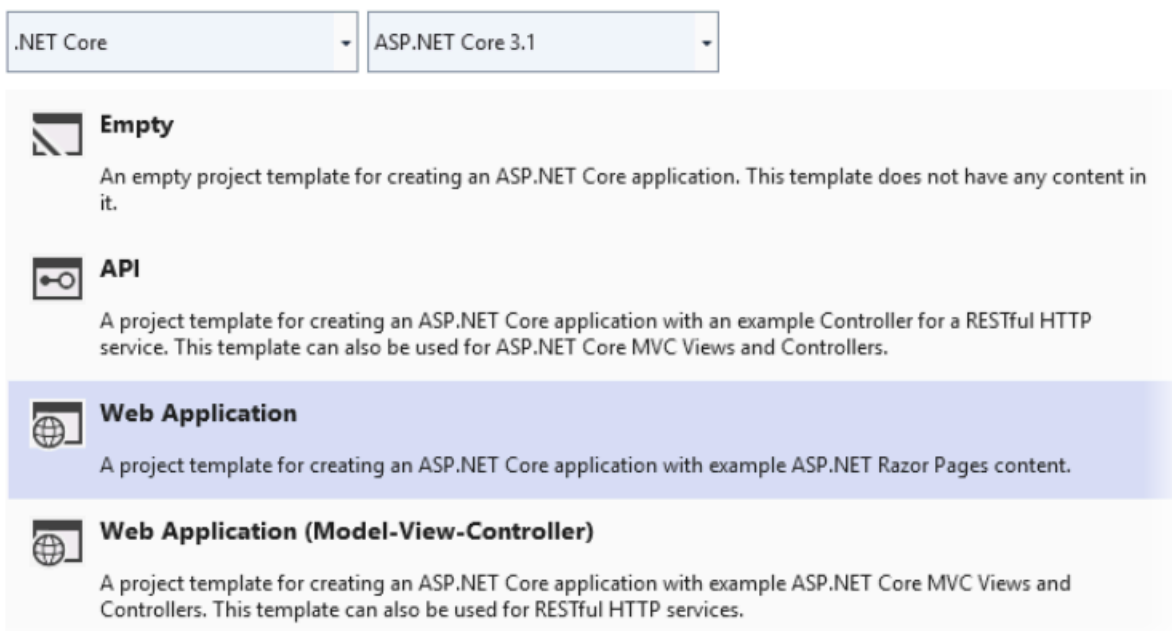 .NET Core
ASP.NET Core 3.1
Empty
An empty project template for creating an ASP.NET Core application. This template does not have any content in
it.
API
A project template for creating an ASP.NET Core application with an example Controller for a RESTful HTTP
service. This template can also be used for ASP.NET Core MVC Views and Controllers.
Web Application
A project template for creating an ASP.NET Core application with example ASP.NET Razor Pages content.
Web Application (Model-View-Controller)
A project template for creating an ASP.NET Core application with example ASP.NET Core MVC Views and
Controllers. This template can also be used for RESTful HTTP services.